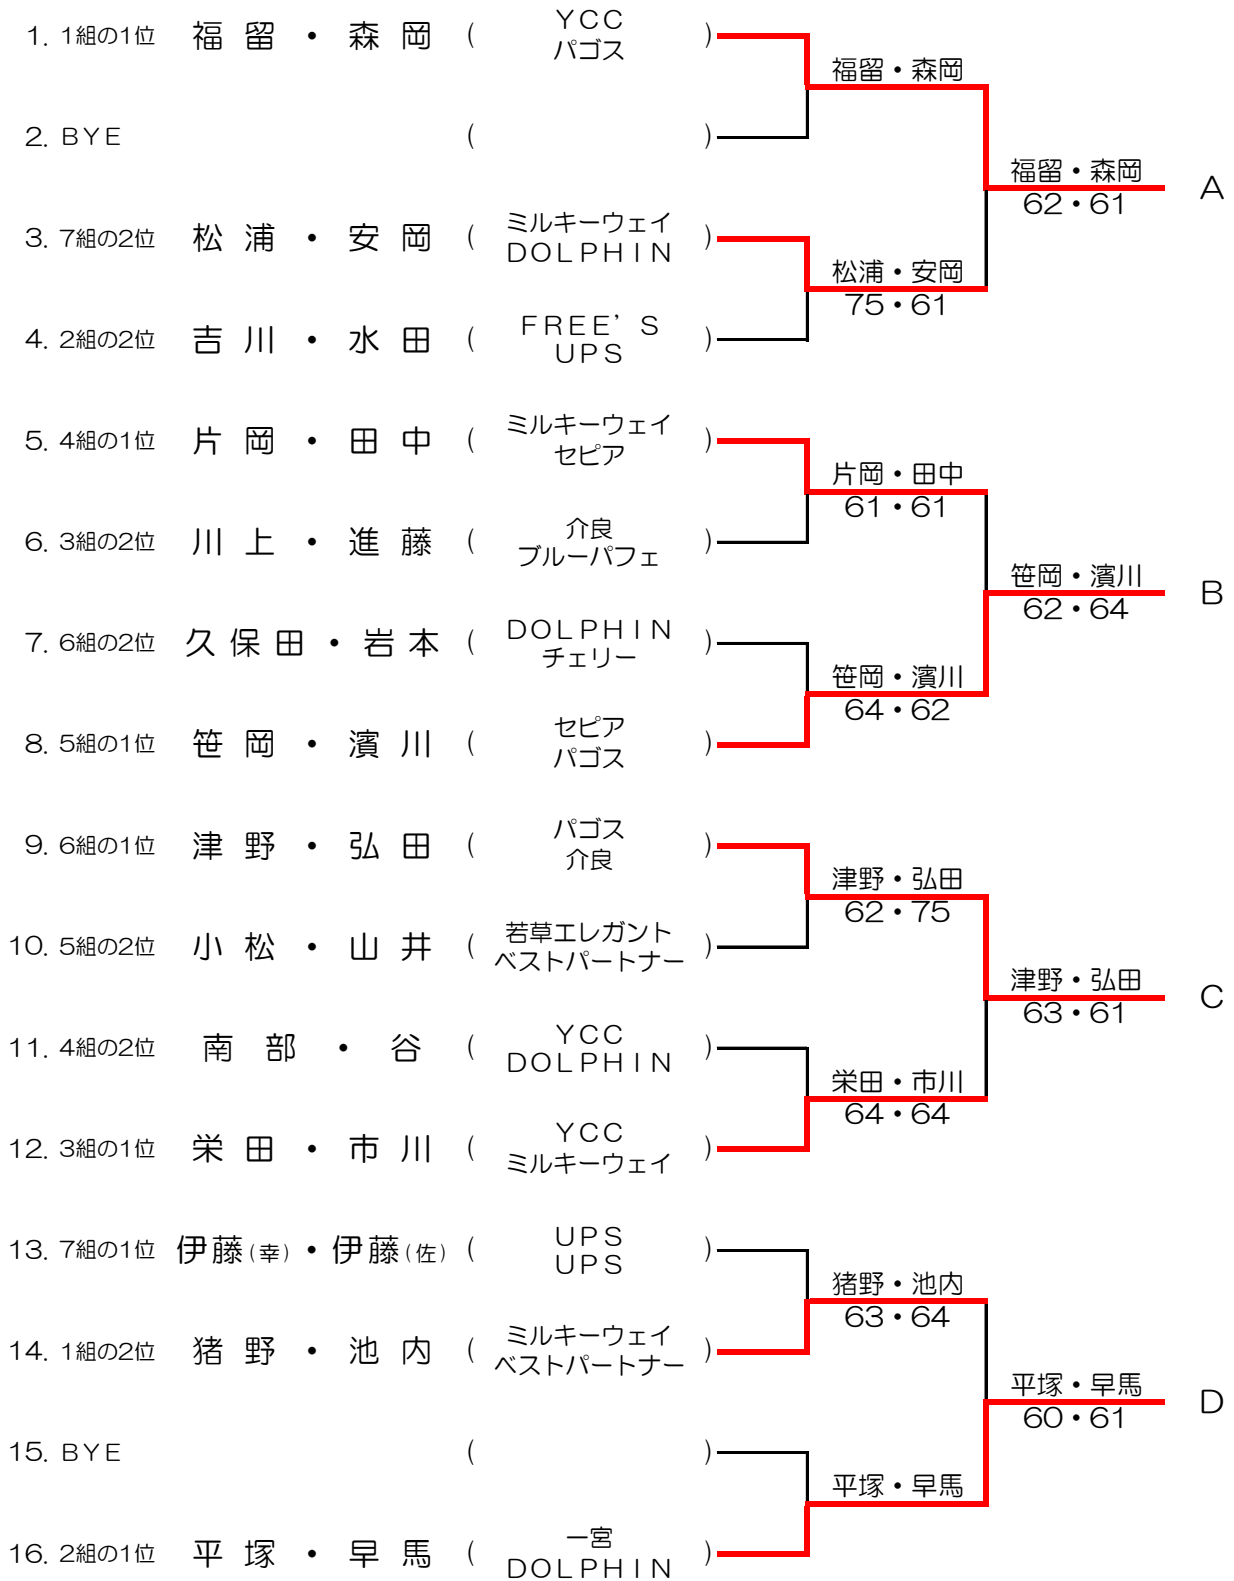 1. 1組の1位 福留・森岡 ( YCC パゴス )
福留・森岡
2. BYE ( )
福留・森岡
62・61
A
3. 7組の2位 松浦・安岡 ( ミルキーウェイ DOLPHIN )
松浦・安岡
75・61
4. 2組の2位 吉川・水田 ( FREE'S UPS )
5. 4組の1位 片岡・田中 ( ミルキーウェイ セピア )
片岡・田中
61・61
6. 3組の2位 川上・進藤 ( 介良 ブルーパフェ )
笹岡・濱川
62・64
B
7. 6組の2位 久保田・岩本 ( DOLPHIN チェリー )
笹岡・濱川
64・62
8. 5組の1位 笹岡・濱川 ( セピア パゴス )
9. 6組の1位 津野・弘田 ( パゴス 介良 )
津野・弘田
62・75
10. 5組の2位 小松・山井 ( 若草エレガント ベストパートナー )
津野・弘田
63・61
C
11. 4組の2位 南部・谷 ( YCC DOLPHIN )
栄田・市川
64・64
12. 3組の1位 栄田・市川 ( YCC ミルキーウェイ )
13. 7組の1位 伊藤(幸)・伊藤(佐) ( UPS UPS )
猪野・池内
63・64
14. 1組の2位 猪野・池内 ( ミルキーウェイ ベストパートナー )
平塚・早馬
60・61
D
15. BYE ( )
平塚・早馬
16. 2組の1位 平塚・早馬 ( 一宮 DOLPHIN )